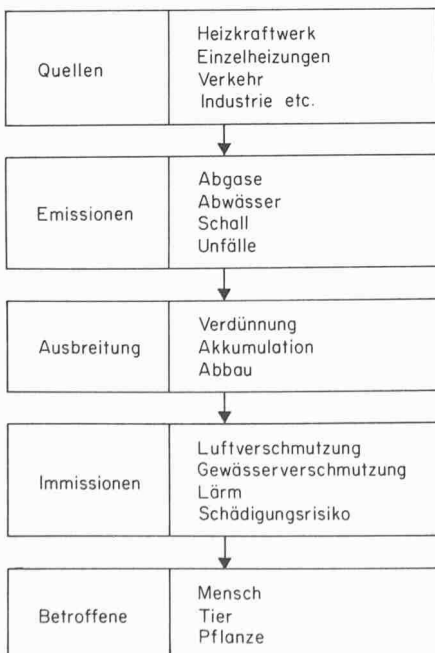 Quellen
Heizkraftwerk
Einzelheizungen
Verkehr
Industrie etc.
Emissionen
Abgase
Abwässer
Schall
Unfälle
Ausbreitung
Verdünnung
Akkumulation
Abbau
Immissionen
Luftverschmutzung
Gewässerverschmutzung
Lärm
Schädigungsrisiko
Betroffene
Mensch
Tier
Pflanze